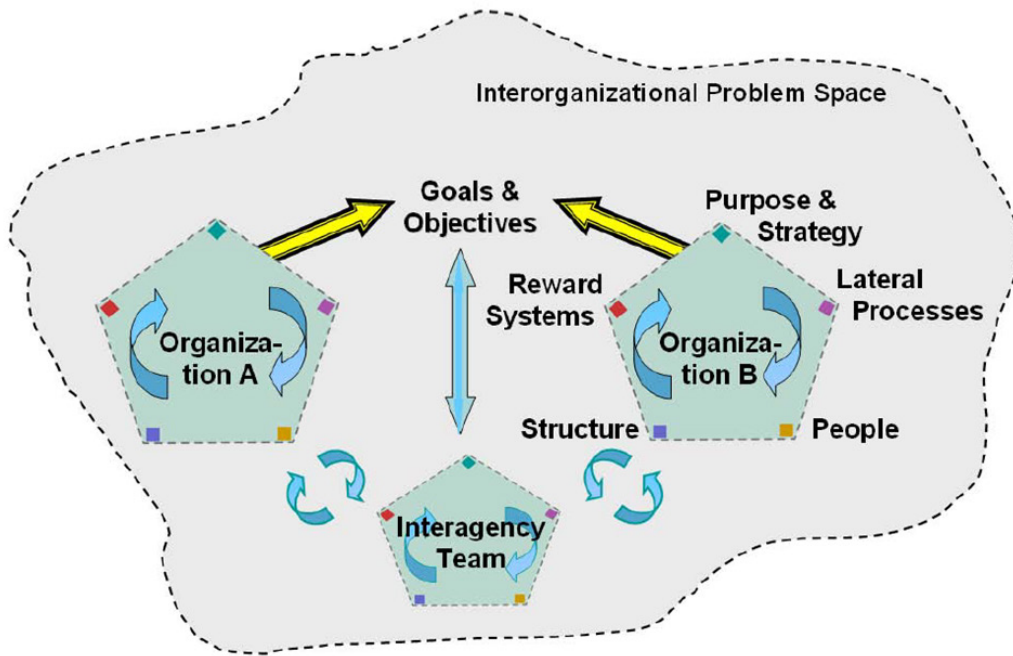 Interorganizational Problem Space
Goals &
Objectives
Purpose &
Strategy
Reward
Systems
Lateral
Processes
Organiza-
tion A
Organiza-
tion B
Structure
People
Interagency
Team